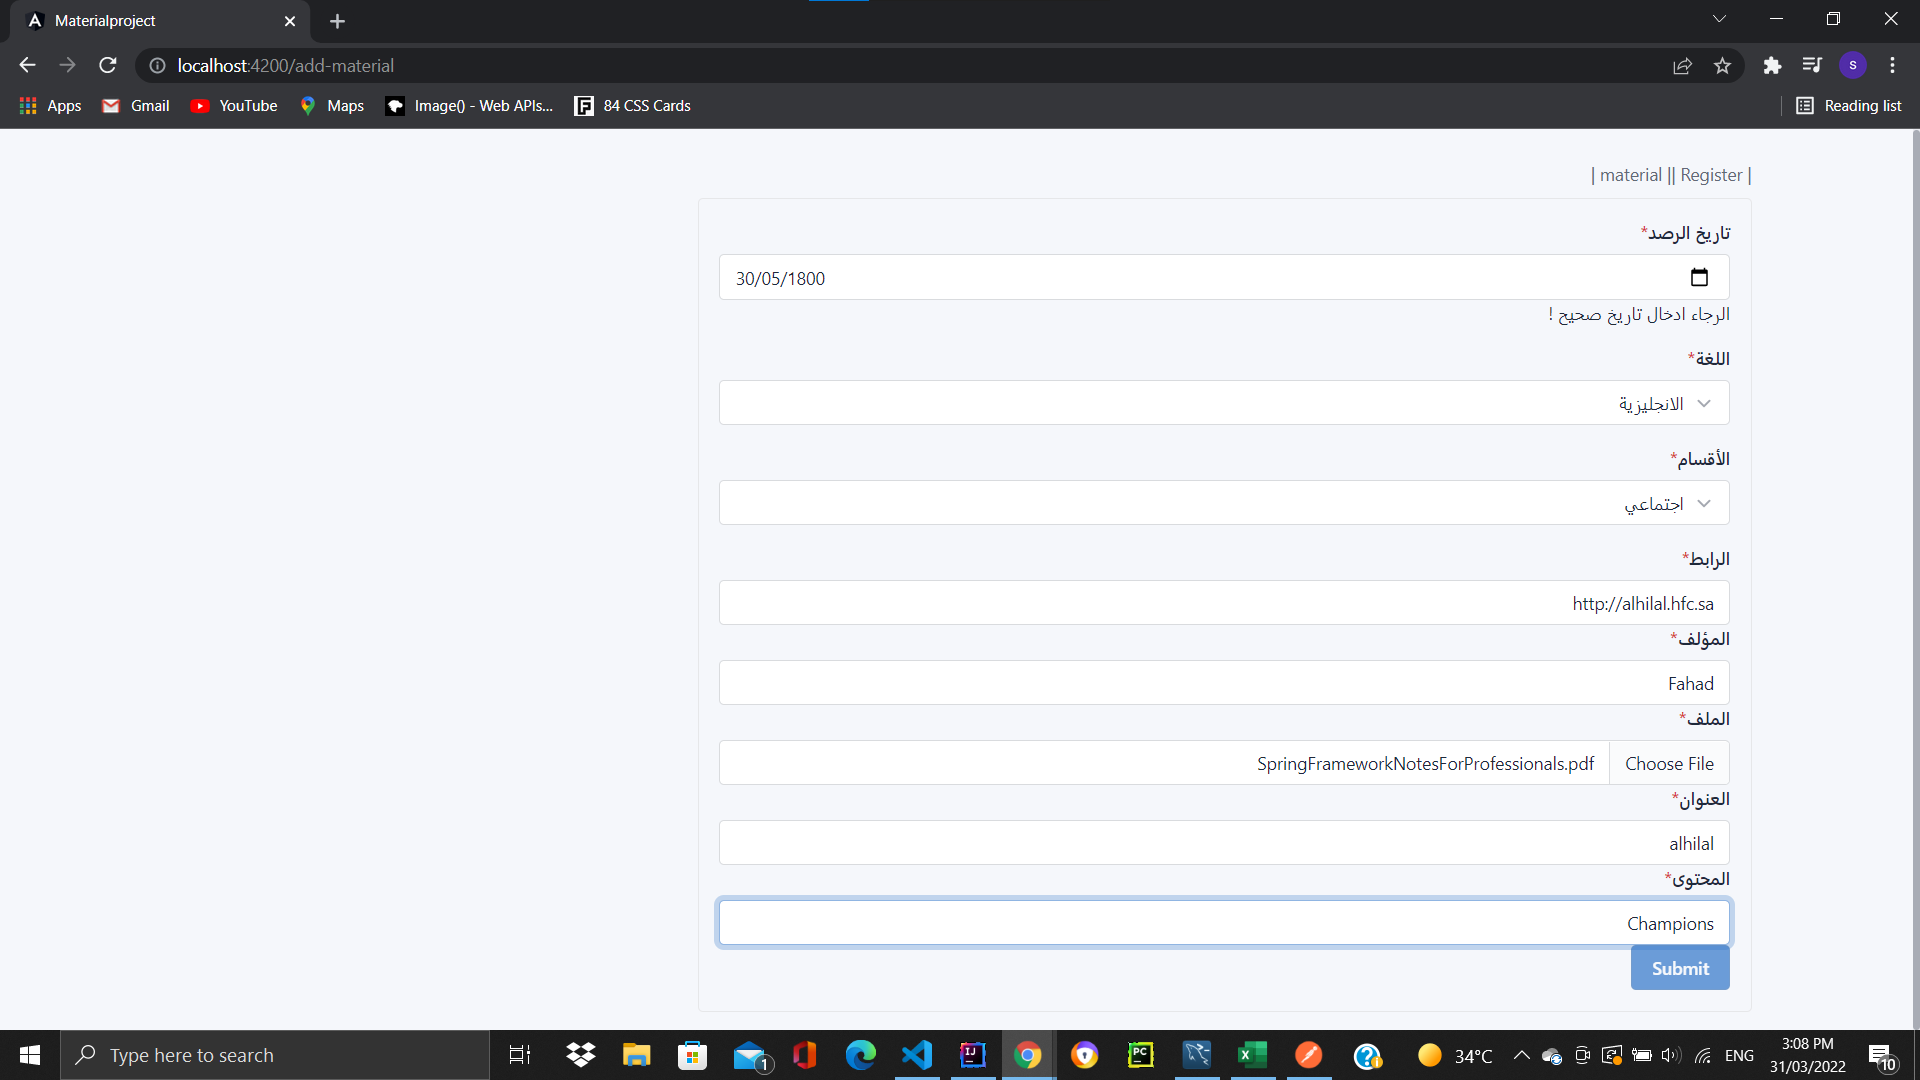 Materialproject
localhost:4200/add-material
S
Apps
Gmail
YouTube
Maps
Image() - Web APIs...
84 CSS Cards
Reading list
| material || Register |
تاريخ الرصد*
30/05/1800
الرجاء ادخال تاريخ صحيح !
اللغة*
الانجليزية
الأقسام*
اجتماعي
الرابط*
http://alhilal.hfc.sa
المؤلف*
Fahad
الملف*
Choose File SpringFrameworkNotesForProfessionals.pdf
العنوان*
alhilal
المحتوى*
Champions
Submit
Type here to search
1
IJ
PC
34°C
ENG
3:08 PM
31/03/2022
10